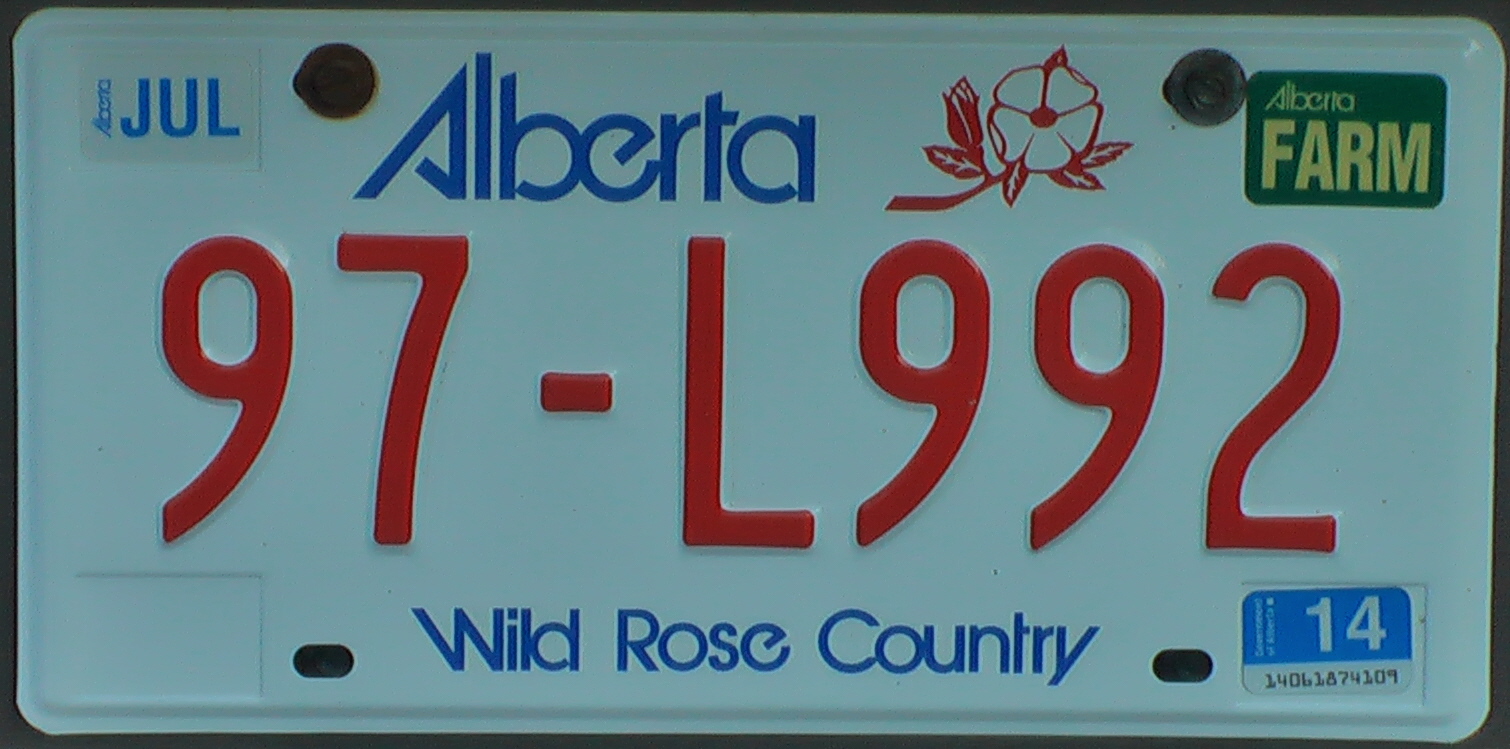 Alberta JUL
Alberta
Alberta
FARM
97-L992
Wild Rose Country
Government
of Alberta
14
14061874109